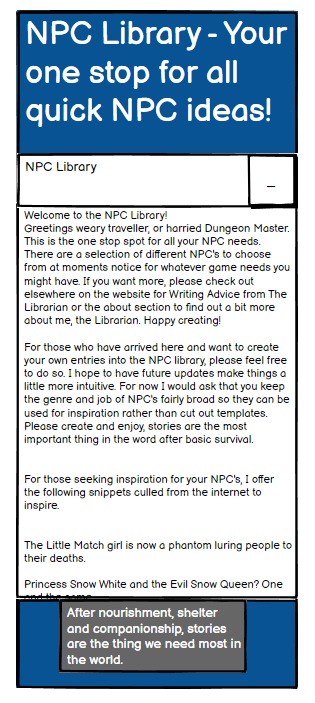 NPC Library - Your
one stop for all
quick NPC ideas!
NPC Library
–
Welcome to the NPC Library!
Greetings weary traveller, or harried Dungeon Master.
This is the one stop spot for all your NPC needs.
There are a selection of different NPC's to choose
from at moments notice for whatever game needs you
might have. If you want more, please check out
elsewhere on the website for Writing Advice from The
Librarian or the about section to find out a bit more
about me, the Librarian. Happy creating!
For those who have arrived here and want to create
your own entries into the NPC library, please feel free
to do so. I hope to have future updates make things a
little more intuitive. For now I would ask that you keep
the genre and job of NPC's fairly broad so they can be
used for inspiration rather than cut out templates.
Please create and enjoy, stories are the most
important thing in the word after basic survival.
For those seeking inspiration for your NPC's, I offer
the following snippets culled from the internet to
inspire.
The Little Match girl is now a phantom luring people to
their deaths.
Princess Snow White and the Evil Snow Queen? One
and the same
After nourishment, shelter
and companionship, stories
are the thing we need most in
the world.